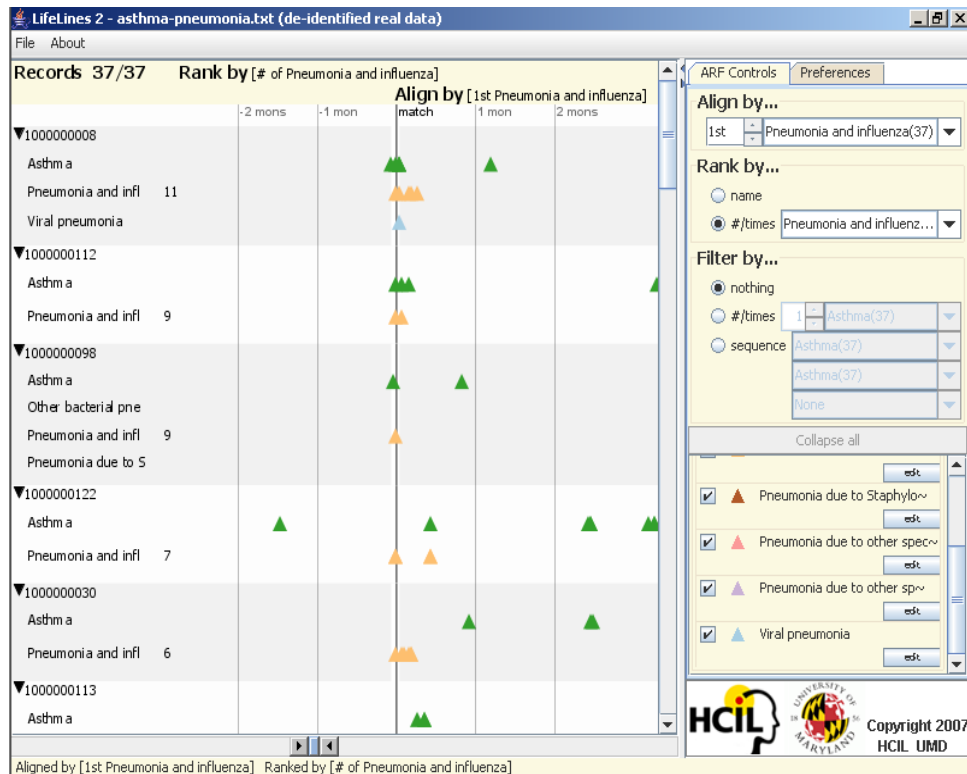 LifeLines 2 - asthma-pneumonia.txt (de-identified real data)
File About
Records 37/37 Rank by [# of Pneumonia and influenza]
Align by [1st Pneumonia and influenza]
-2 mons -1 mon match 1 mon 2 mons
1000000008
Asthma
Pneumonia and infl 11
Viral pneumonia
1000000112
Asthma
Pneumonia and infl 9
1000000098
Asthma
Other bacterial pne
Pneumonia and infl 9
Pneumonia due to S
1000000122
Asthma
Pneumonia and infl 7
1000000030
Asthma
Pneumonia and infl 6
1000000113
Asthma
ARF Controls Preferences
Align by...
1st Pneumonia and influenza(37)
Rank by...
name
#/times Pneumonia and influenz...
Filter by...
nothing
#/times 1 Asthma(37)
sequence Asthma(37)
Asthma(37)
None
Collapse all
edit
Pneumonia due to Staphylo~
edit
Pneumonia due to other spec~
edit
Pneumonia due to other sp~
edit
Viral pneumonia
edit
HCIL
UNIVERSITY OF
18 56
MARYLAND
Copyright 2007
HCIL UMD
Aligned by [1st Pneumonia and influenza] Ranked by [# of Pneumonia and influenza]